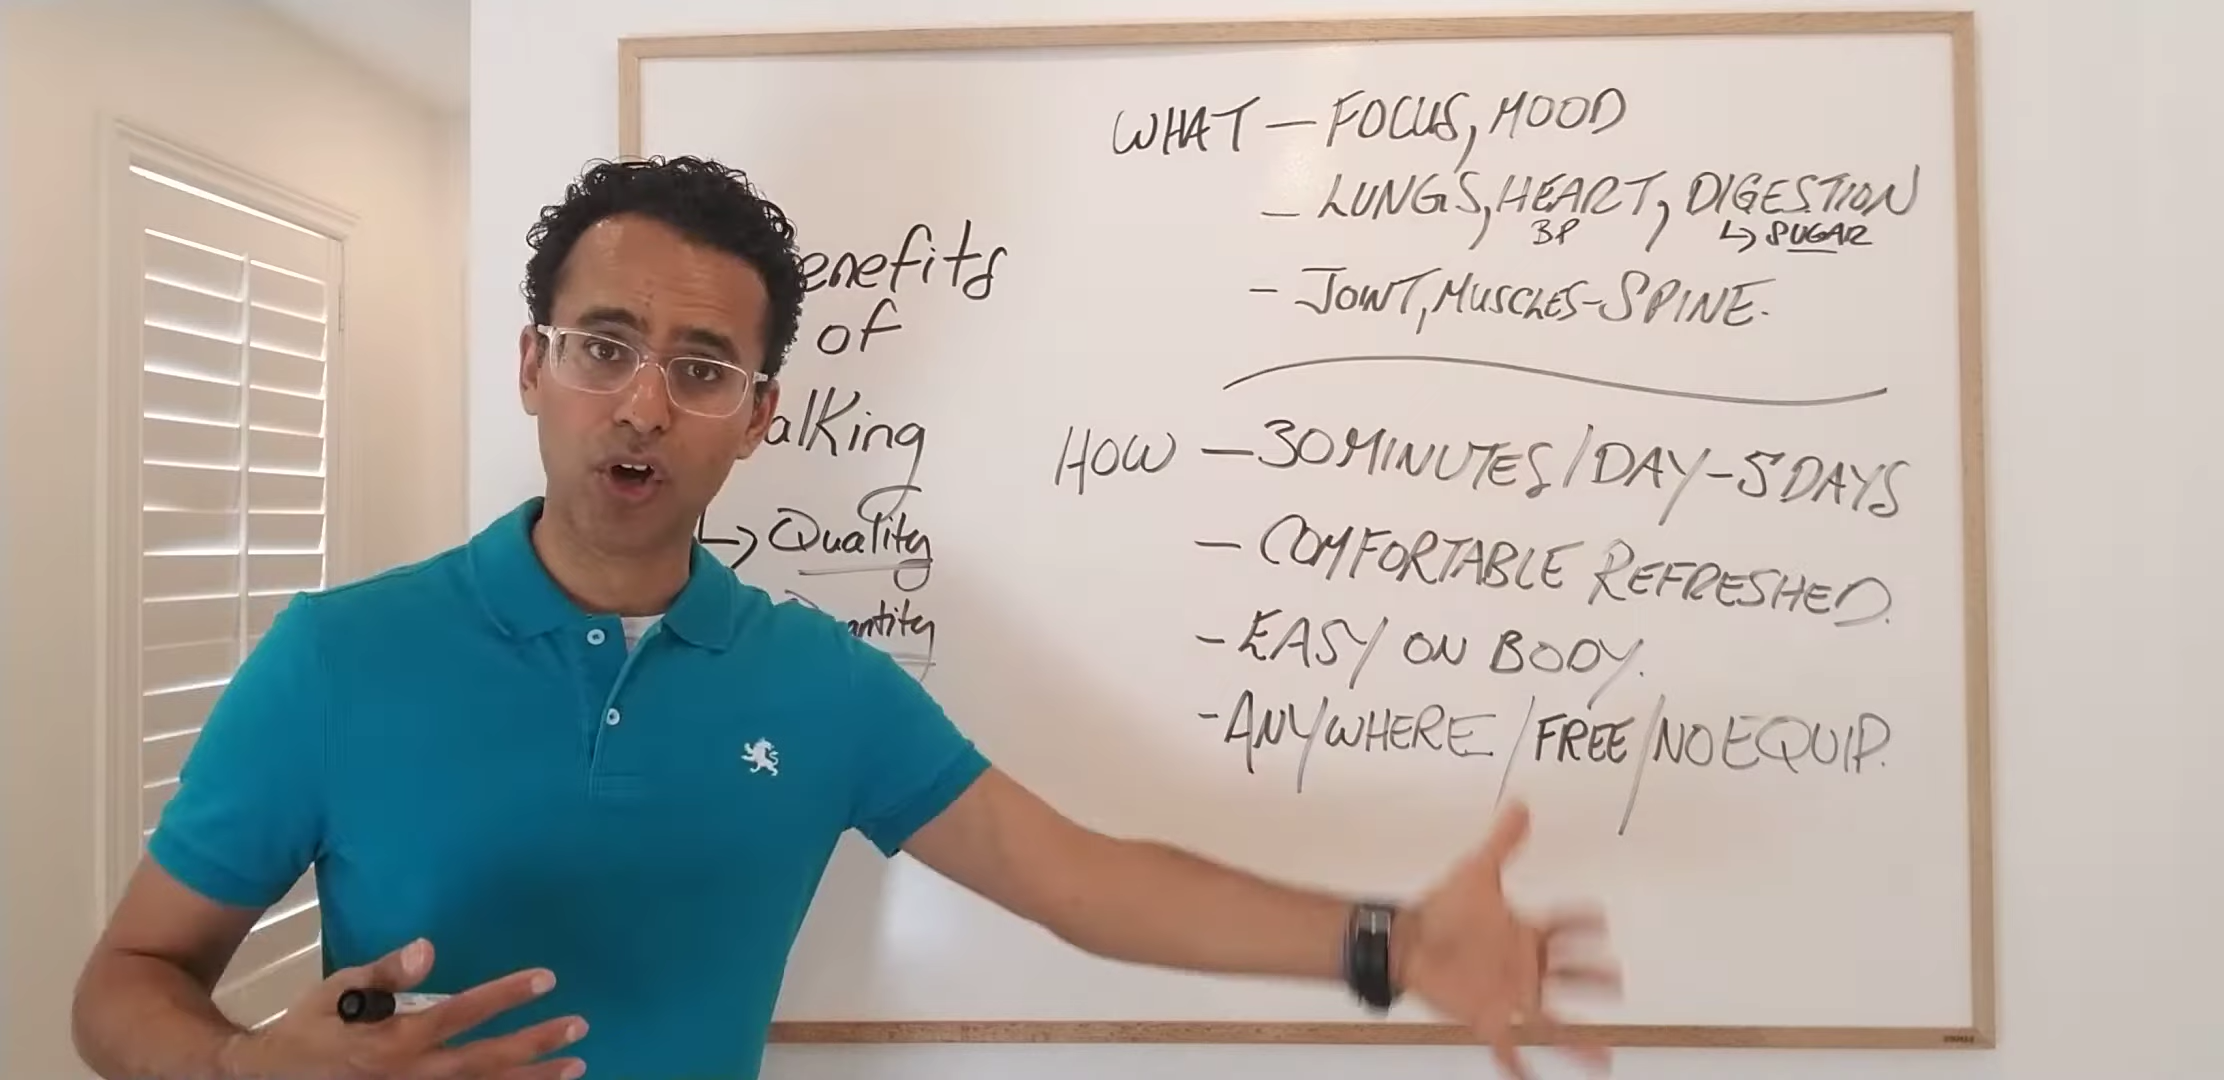 enefits
of
alking
↳ Quality
antity
WHAT — FOCUS, MOOD
— LUNGS, HEART, DIGESTION
BP ↳ SUGAR
- JOINT, MUSCLES-SPINE.
HOW — 30 MINUTES/DAY-5 DAYS
— COMFORTABLE REFRESHED.
- EASY ON BODY.
- ANYWHERE/FREE/NO EQUIP.